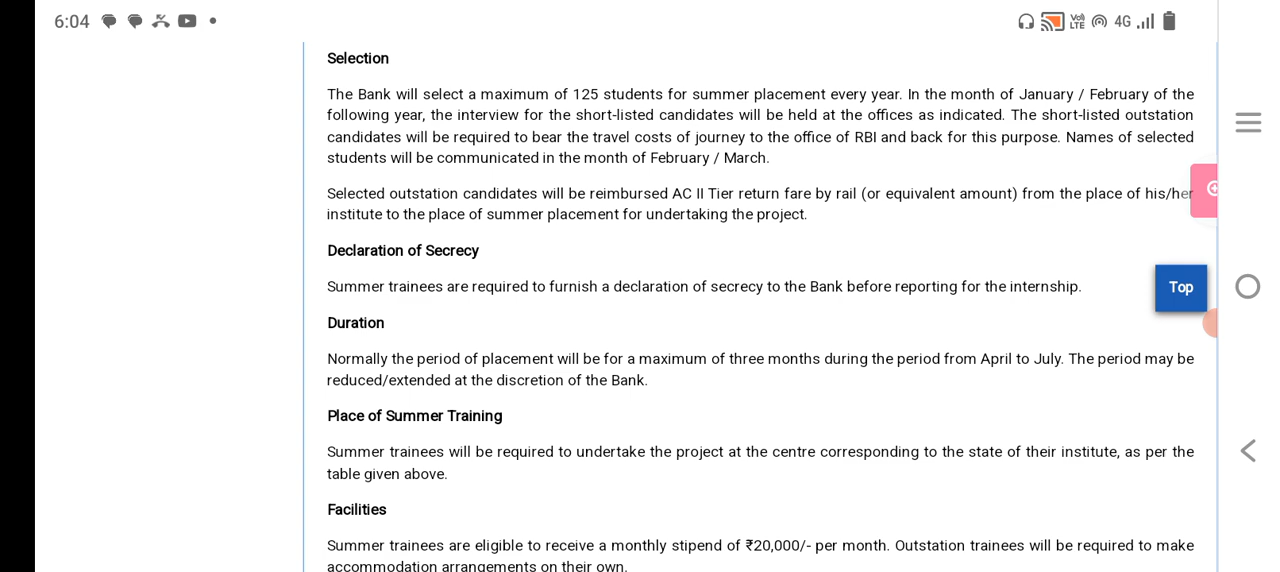 6:04
Vo)
LTE
4G
Selection
The Bank will select a maximum of 125 students for summer placement every year. In the month of January / February of the
following year, the interview for the short-listed candidates will be held at the offices as indicated. The short-listed outstation
candidates will be required to bear the travel costs of journey to the office of RBI and back for this purpose. Names of selected
students will be communicated in the month of February / March.
Selected outstation candidates will be reimbursed AC II Tier return fare by rail (or equivalent amount) from the place of his/her
institute to the place of summer placement for undertaking the project.
Declaration of Secrecy
Summer trainees are required to furnish a declaration of secrecy to the Bank before reporting for the internship.
Top
Duration
Normally the period of placement will be for a maximum of three months during the period from April to July. The period may be
reduced/extended at the discretion of the Bank.
Place of Summer Training
Summer trainees will be required to undertake the project at the centre corresponding to the state of their institute, as per the
table given above.
Facilities
Summer trainees are eligible to receive a monthly stipend of ₹20,000/- per month. Outstation trainees will be required to make
accommodation arrangements on their own.